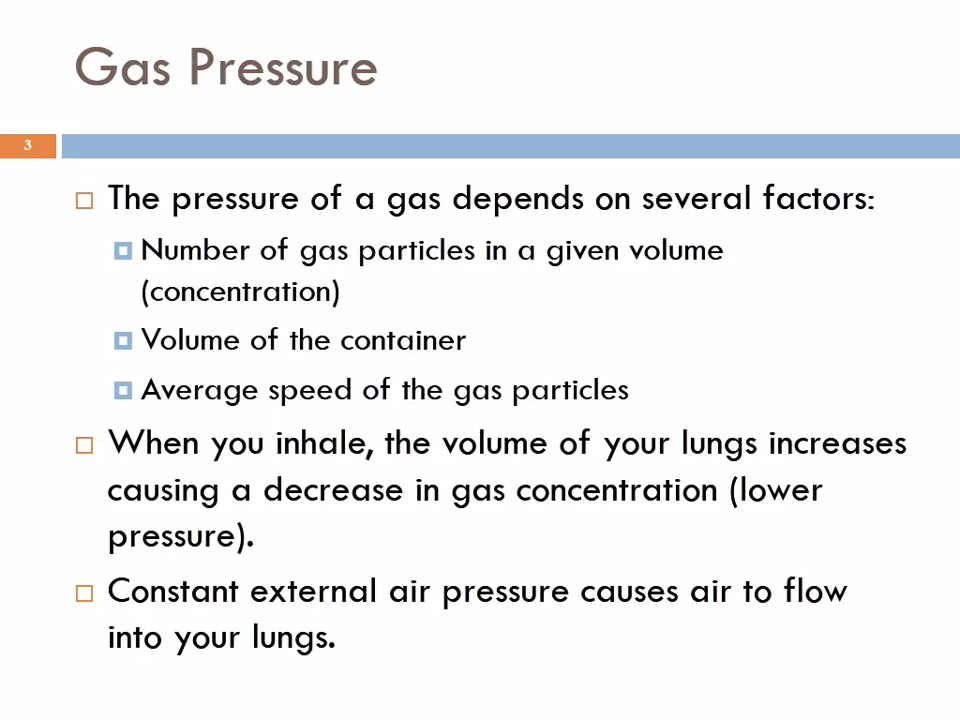 Gas Pressure
3
The pressure of a gas depends on several factors:
Number of gas particles in a given volume
(concentration)
Volume of the container
Average speed of the gas particles
When you inhale, the volume of your lungs increases
causing a decrease in gas concentration (lower
pressure).
Constant external air pressure causes air to flow
into your lungs.